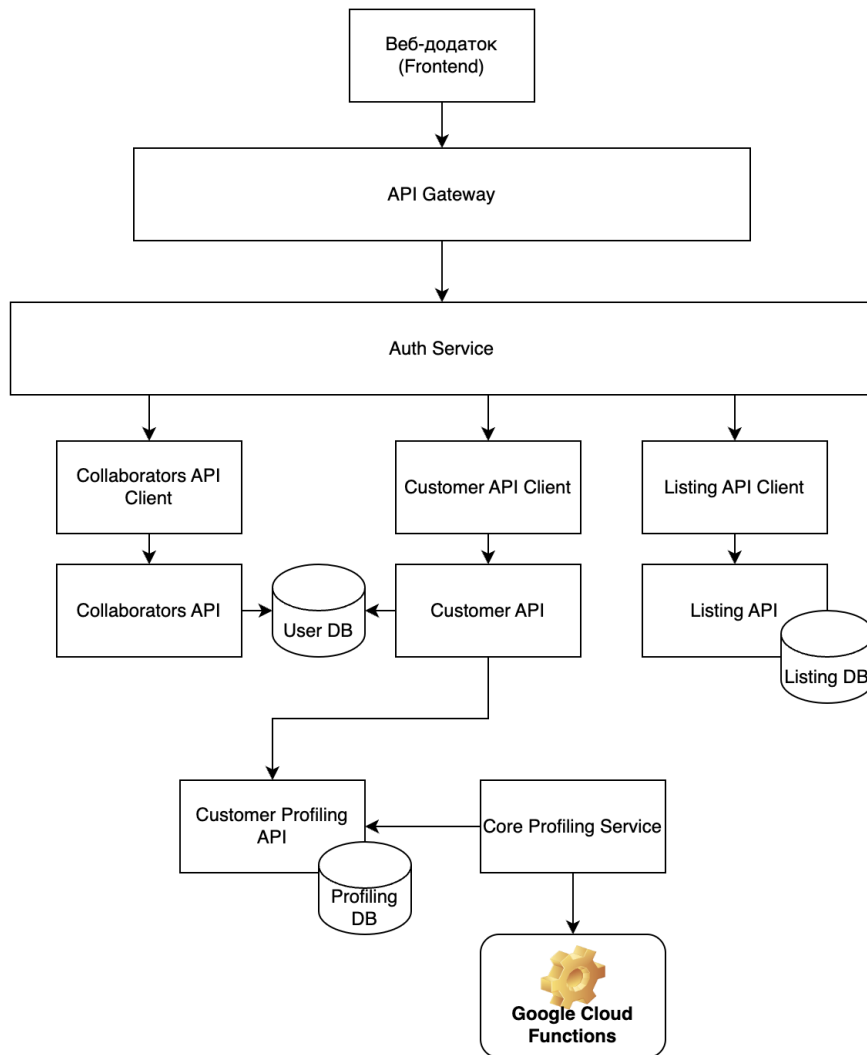 Веб-додаток
(Frontend)
API Gateway
Auth Service
Collaborators API
Client
Customer API Client
Listing API Client
Collaborators API
User DB
Customer API
Listing API
Listing DB
Customer Profiling
API
Profiling
DB
Core Profiling Service
Google Cloud
Functions